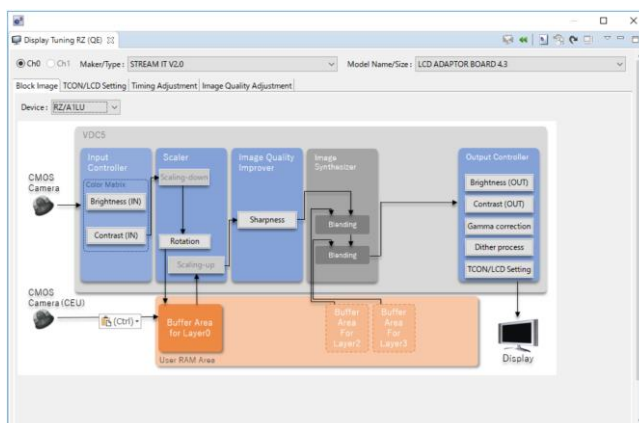 Display Tuning RZ (QE)
Ch0 Ch1 Maker/Type : STREAM IT V2.0 Model Name/Size : LCD ADAPTOR BOARD 4.3
Block Image TCON/LCD Setting Timing Adjustment Image Quality Adjustment
Device : RZ/A1LU
VDC5
Input
Controller
Color Matrix
Brightness (IN)
Contrast (IN)
Scaler
Scaling-down
Rotation
Scaling-up
Image Quality
Improver
Sharpness
Image
Synthesizer
Blending
Blending
Output Controller
Brightness (OUT)
Contrast (OUT)
Gamma correction
Dither process
TCON/LCD Setting
CMOS
Camera
CMOS
Camera (CEU)
(Ctrl)
Buffer Area
for Layer0
User RAM Area
Buffer
Area
For
Layer2
Buffer
Area
For
Layer3
Display